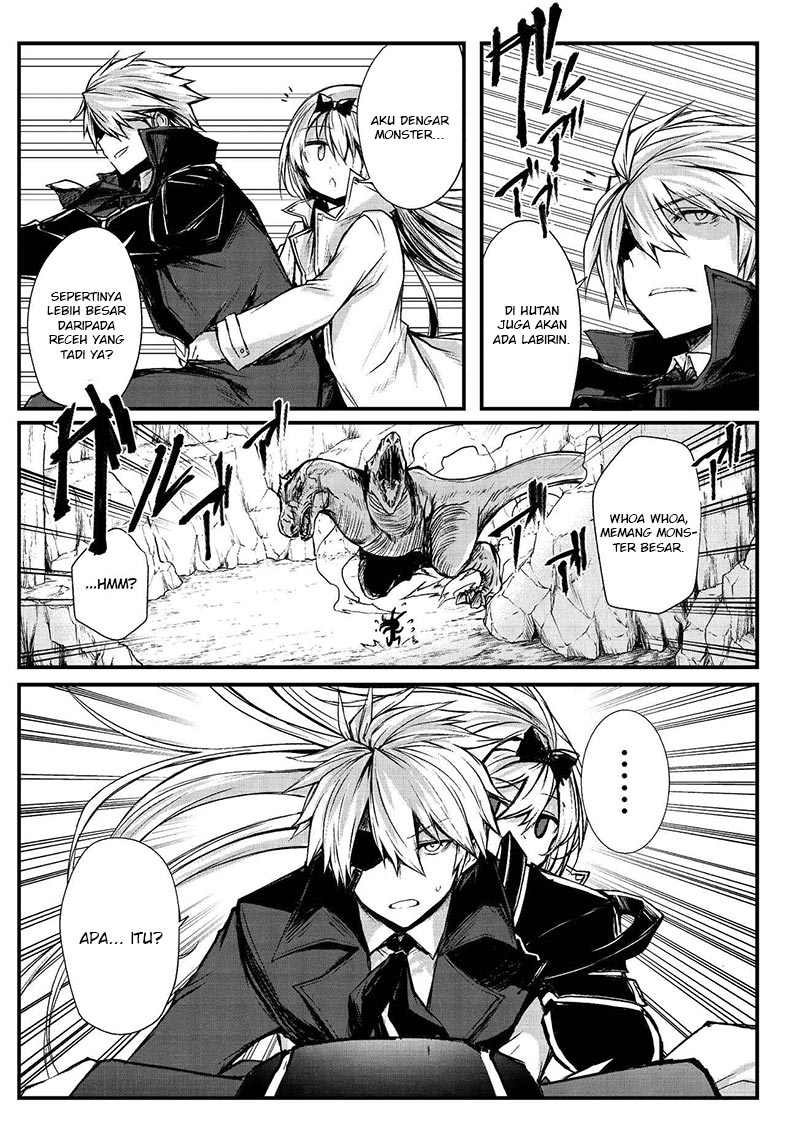 DI HUTAN
JUGA AKAN
ADA LABIRIN.
AKU DENGAR
MONSTER...
SEPERTINYA
LEBIH BESAR
DARIPADA
RECEH YANG
TADI YA?
WHOA WHOA,
MEMANG MONS-
TER BESAR.
...HMM?
.....
APA... ITU?